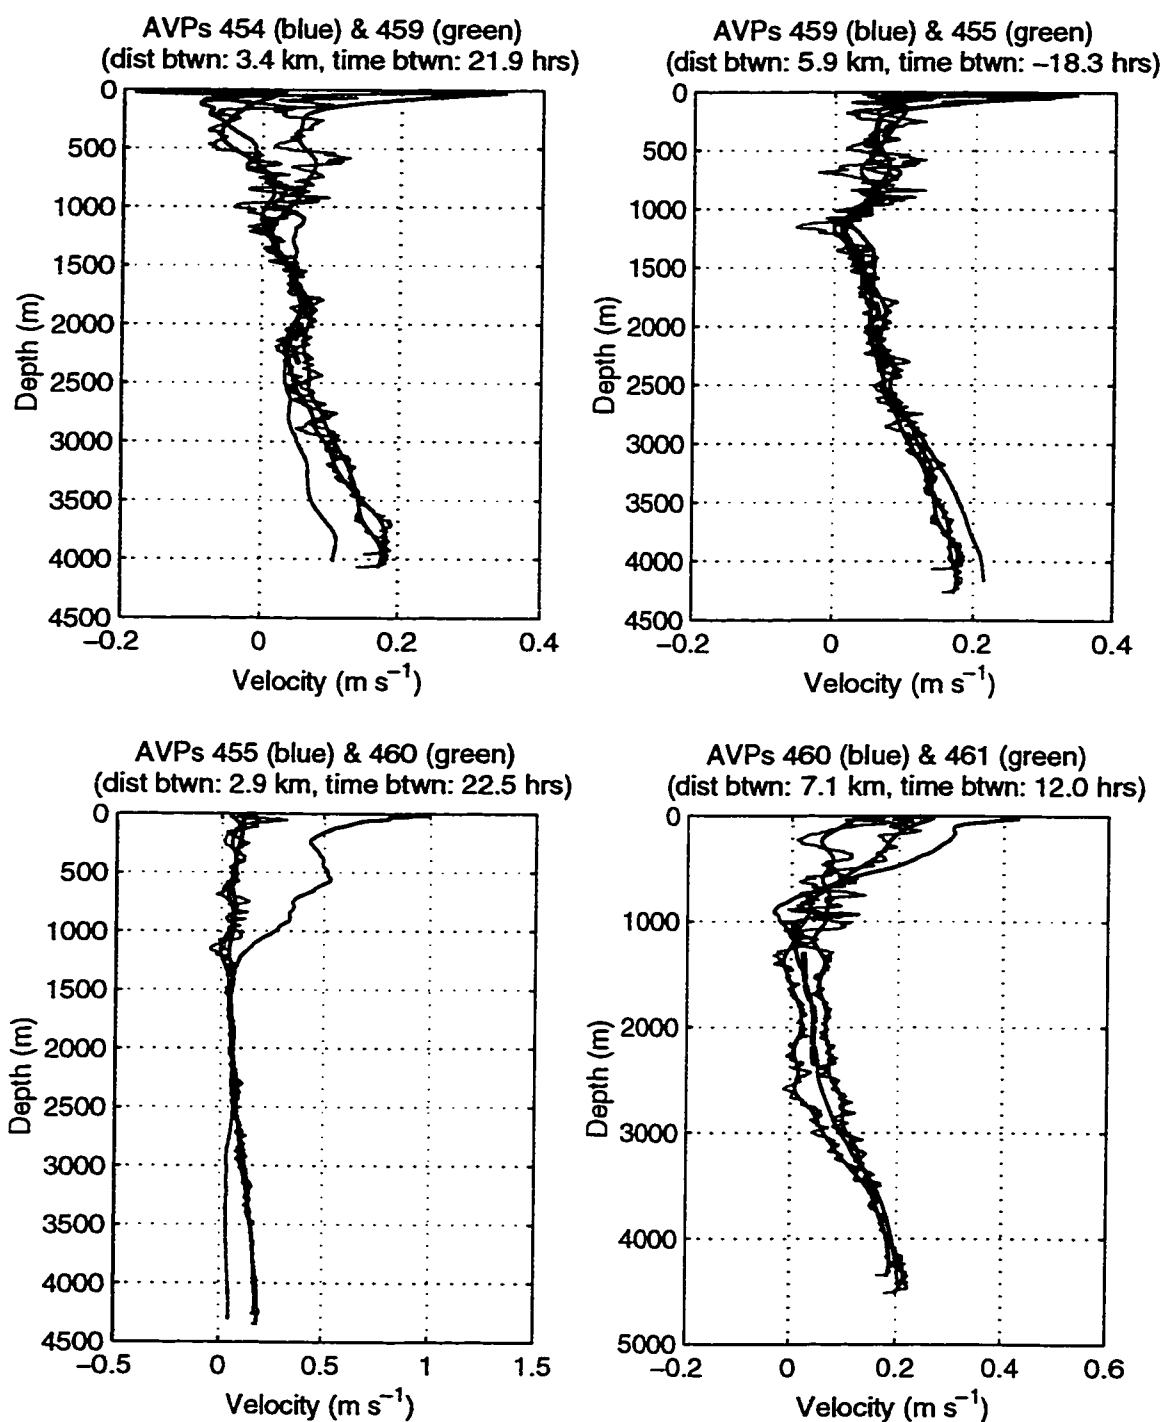 AVPs 454 (blue) & 459 (green)
(dist btwn: 3.4 km, time btwn: 21.9 hrs)
0
500
1000
1500
2000
2500
3000
3500
4000
4500
Depth (m)
−0.2 0 0.2 0.4
Velocity (m s⁻¹)
AVPs 459 (blue) & 455 (green)
(dist btwn: 5.9 km, time btwn: −18.3 hrs)
0
500
1000
1500
2000
2500
3000
3500
4000
4500
Depth (m)
−0.2 0 0.2 0.4
Velocity (m s⁻¹)
AVPs 455 (blue) & 460 (green)
(dist btwn: 2.9 km, time btwn: 22.5 hrs)
0
500
1000
1500
2000
2500
3000
3500
4000
4500
Depth (m)
−0.5 0 0.5 1 1.5
Velocity (m s⁻¹)
AVPs 460 (blue) & 461 (green)
(dist btwn: 7.1 km, time btwn: 12.0 hrs)
0
1000
2000
3000
4000
5000
Depth (m)
−0.2 0 0.2 0.4 0.6
Velocity (m s⁻¹)